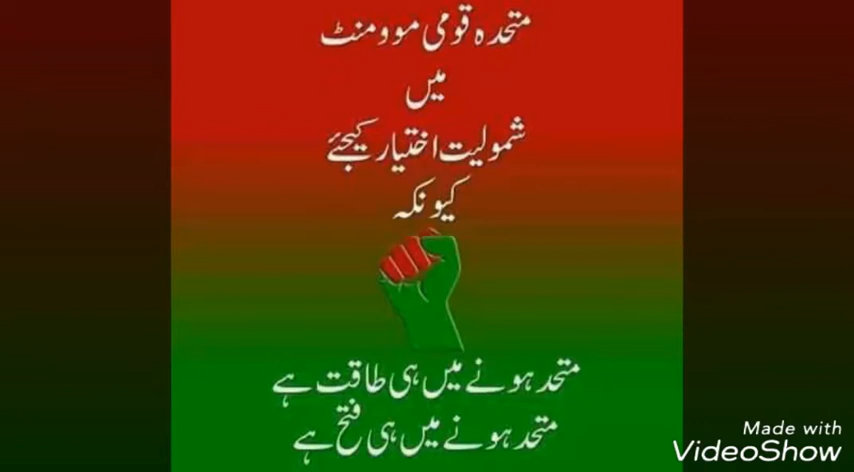 متحدہ قومی موومنٹ
میں
شمولیت اختیار کیجئے
کیونکہ
متحد ہونے میں ہی طاقت ہے
متحد ہونے میں ہی فتح ہے
Made with
VideoShow